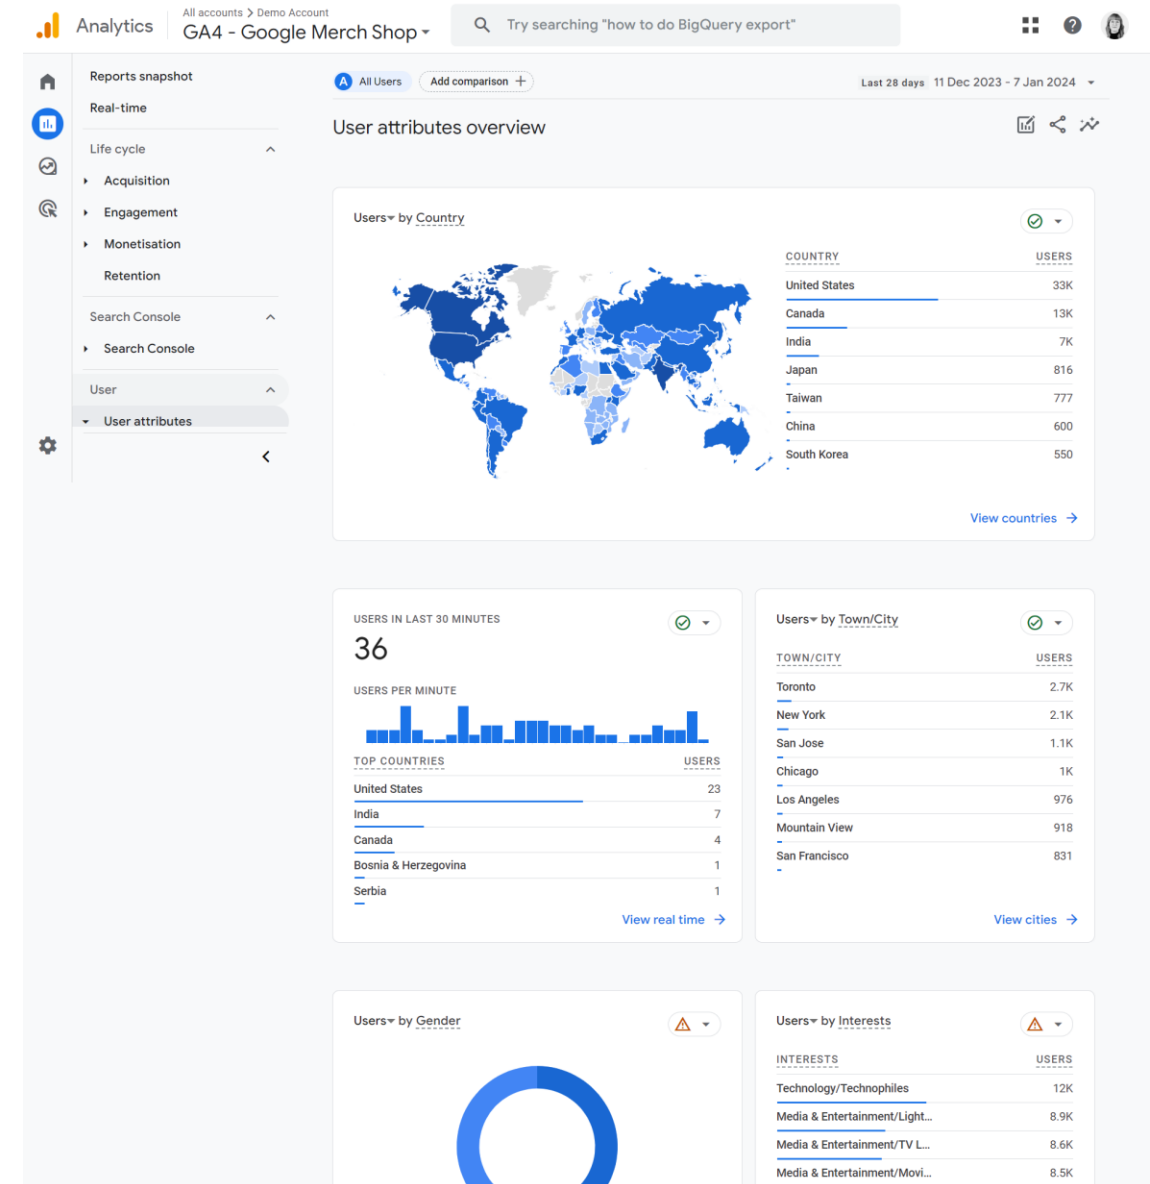 Analytics
All accounts > Demo Account
GA4 - Google Merch Shop
Try searching "how to do BigQuery export"
Reports snapshot
Real-time
Life cycle
Acquisition
Engagement
Monetisation
Retention
Search Console
Search Console
User
User attributes
A All Users
Add comparison +
Last 28 days 11 Dec 2023 - 7 Jan 2024
User attributes overview
Users by Country
COUNTRY USERS
United States 33K
Canada 13K
India 7K
Japan 816
Taiwan 777
China 600
South Korea 550
View countries
USERS IN LAST 30 MINUTES
36
USERS PER MINUTE
TOP COUNTRIES USERS
United States 23
India 7
Canada 4
Bosnia & Herzegovina 1
Serbia 1
View real time
Users by Town/City
TOWN/CITY USERS
Toronto 2.7K
New York 2.1K
San Jose 1.1K
Chicago 1K
Los Angeles 976
Mountain View 918
San Francisco 831
View cities
Users by Gender
Users by Interests
INTERESTS USERS
Technology/Technophiles 12K
Media & Entertainment/Light... 8.9K
Media & Entertainment/TV L... 8.6K
Media & Entertainment/Movi... 8.5K